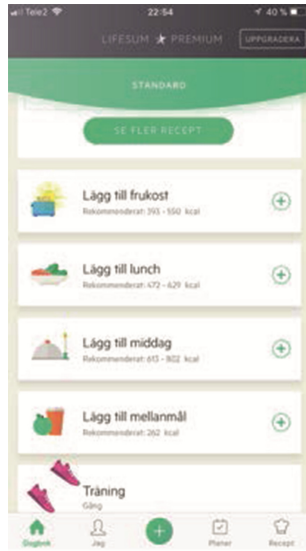 Tele2 22:54 40 %
LIFESUM ★ PREMIUM UPPGRADERA
STANDARD
SE FLER RECEPT
Lägg till frukost
Rekommenderat: 393 - 550 kcal
Lägg till lunch
Rekommenderat: 472 - 629 kcal
Lägg till middag
Rekommenderat: 613 - 802 kcal
Lägg till mellanmål
Rekommenderat: 262 kcal
Träning
Gång
Dagbok Jag Planer Recept